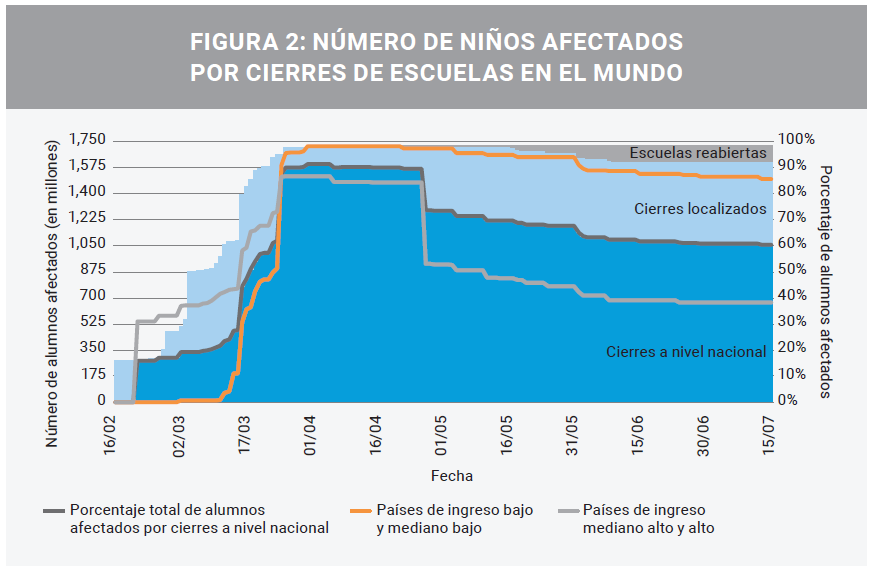 FIGURA 2: NÚMERO DE NIÑOS AFECTADOS
POR CIERRES DE ESCUELAS EN EL MUNDO
Número de alumnos afectados (en millones)
1,750
1,575
1,400
1,225
1,050
875
700
525
350
175
0
100%
90%
80%
70%
60%
50%
40%
30%
20%
10%
0%
Porcentaje de alumnos afectados
Escuelas reabiertas
Cierres localizados
Cierres a nivel nacional
16/02
02/03
17/03
01/04
16/04
01/05
16/05
31/05
15/06
30/06
15/07
Fecha
Porcentaje total de alumnos
afectados por cierres a nivel nacional
Países de ingreso bajo
y mediano bajo
Países de ingreso
mediano alto y alto